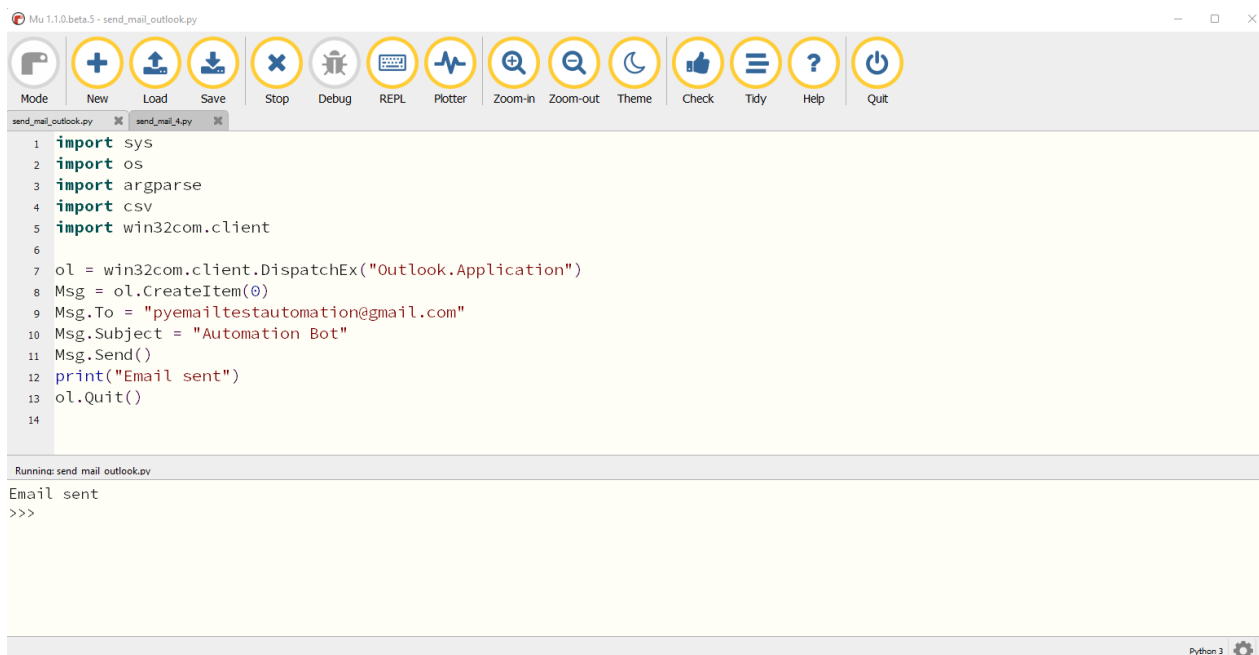 Mu 1.1.0.beta.5 - send_mail_outlook.py
Mode New Load Save Stop Debug REPL Plotter Zoom-in Zoom-out Theme Check Tidy Help Quit
send_mail_outlook.py send_mail_4.py
1 import sys
2 import os
3 import argparse
4 import csv
5 import win32com.client
6
7 ol = win32com.client.DispatchEx("Outlook.Application")
8 Msg = ol.CreateItem(0)
9 Msg.To = "pyemailtestautomation@gmail.com"
10 Msg.Subject = "Automation Bot"
11 Msg.Send()
12 print("Email sent")
13 ol.Quit()
14
Running: send_mail_outlook.py
Email sent
>>>
Python 3